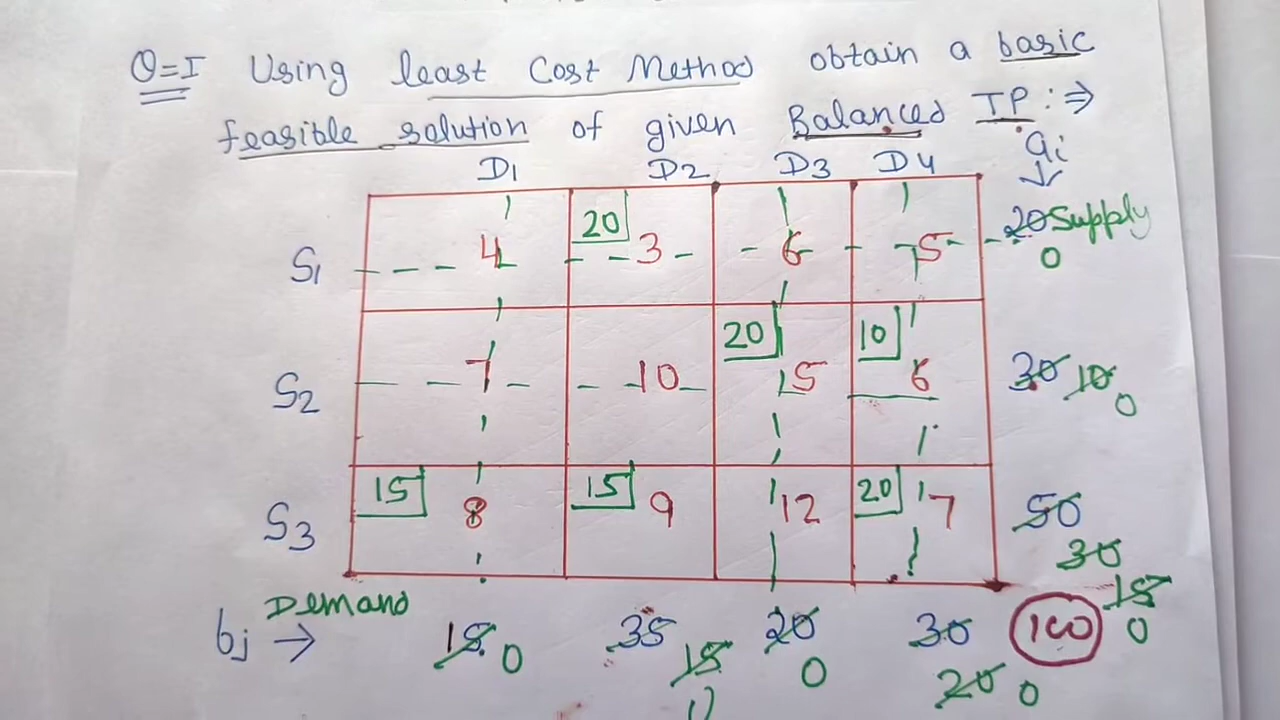 Q=I Using least Cost Method obtain a basic
feasible solution of given Balanced TP :⇒
D1 D2 D3 D4 ai ↓
S1 4 20 3 6 5 20 Supply
0
S2 7 10 20 5 10 6 30 10 0
S3 15 8 15 9 12 20 7 50
30
15
Demand
bj → 15 0 35 20 30 100 0
15 0 20 0
0